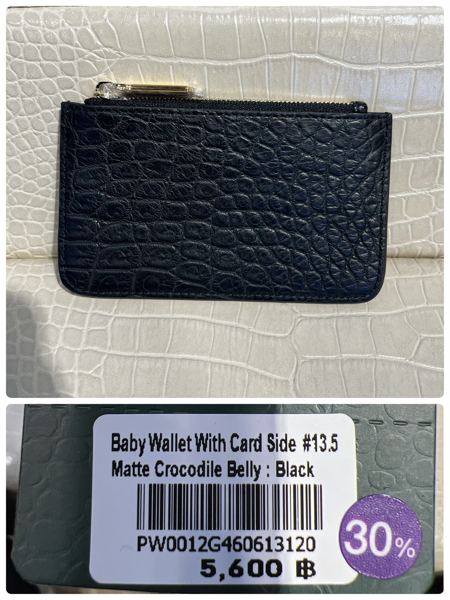 Baby Wallet With Card Side #13.5
Matte Crocodile Belly : Black
PW0012G460613120
5,600 ฿
30%